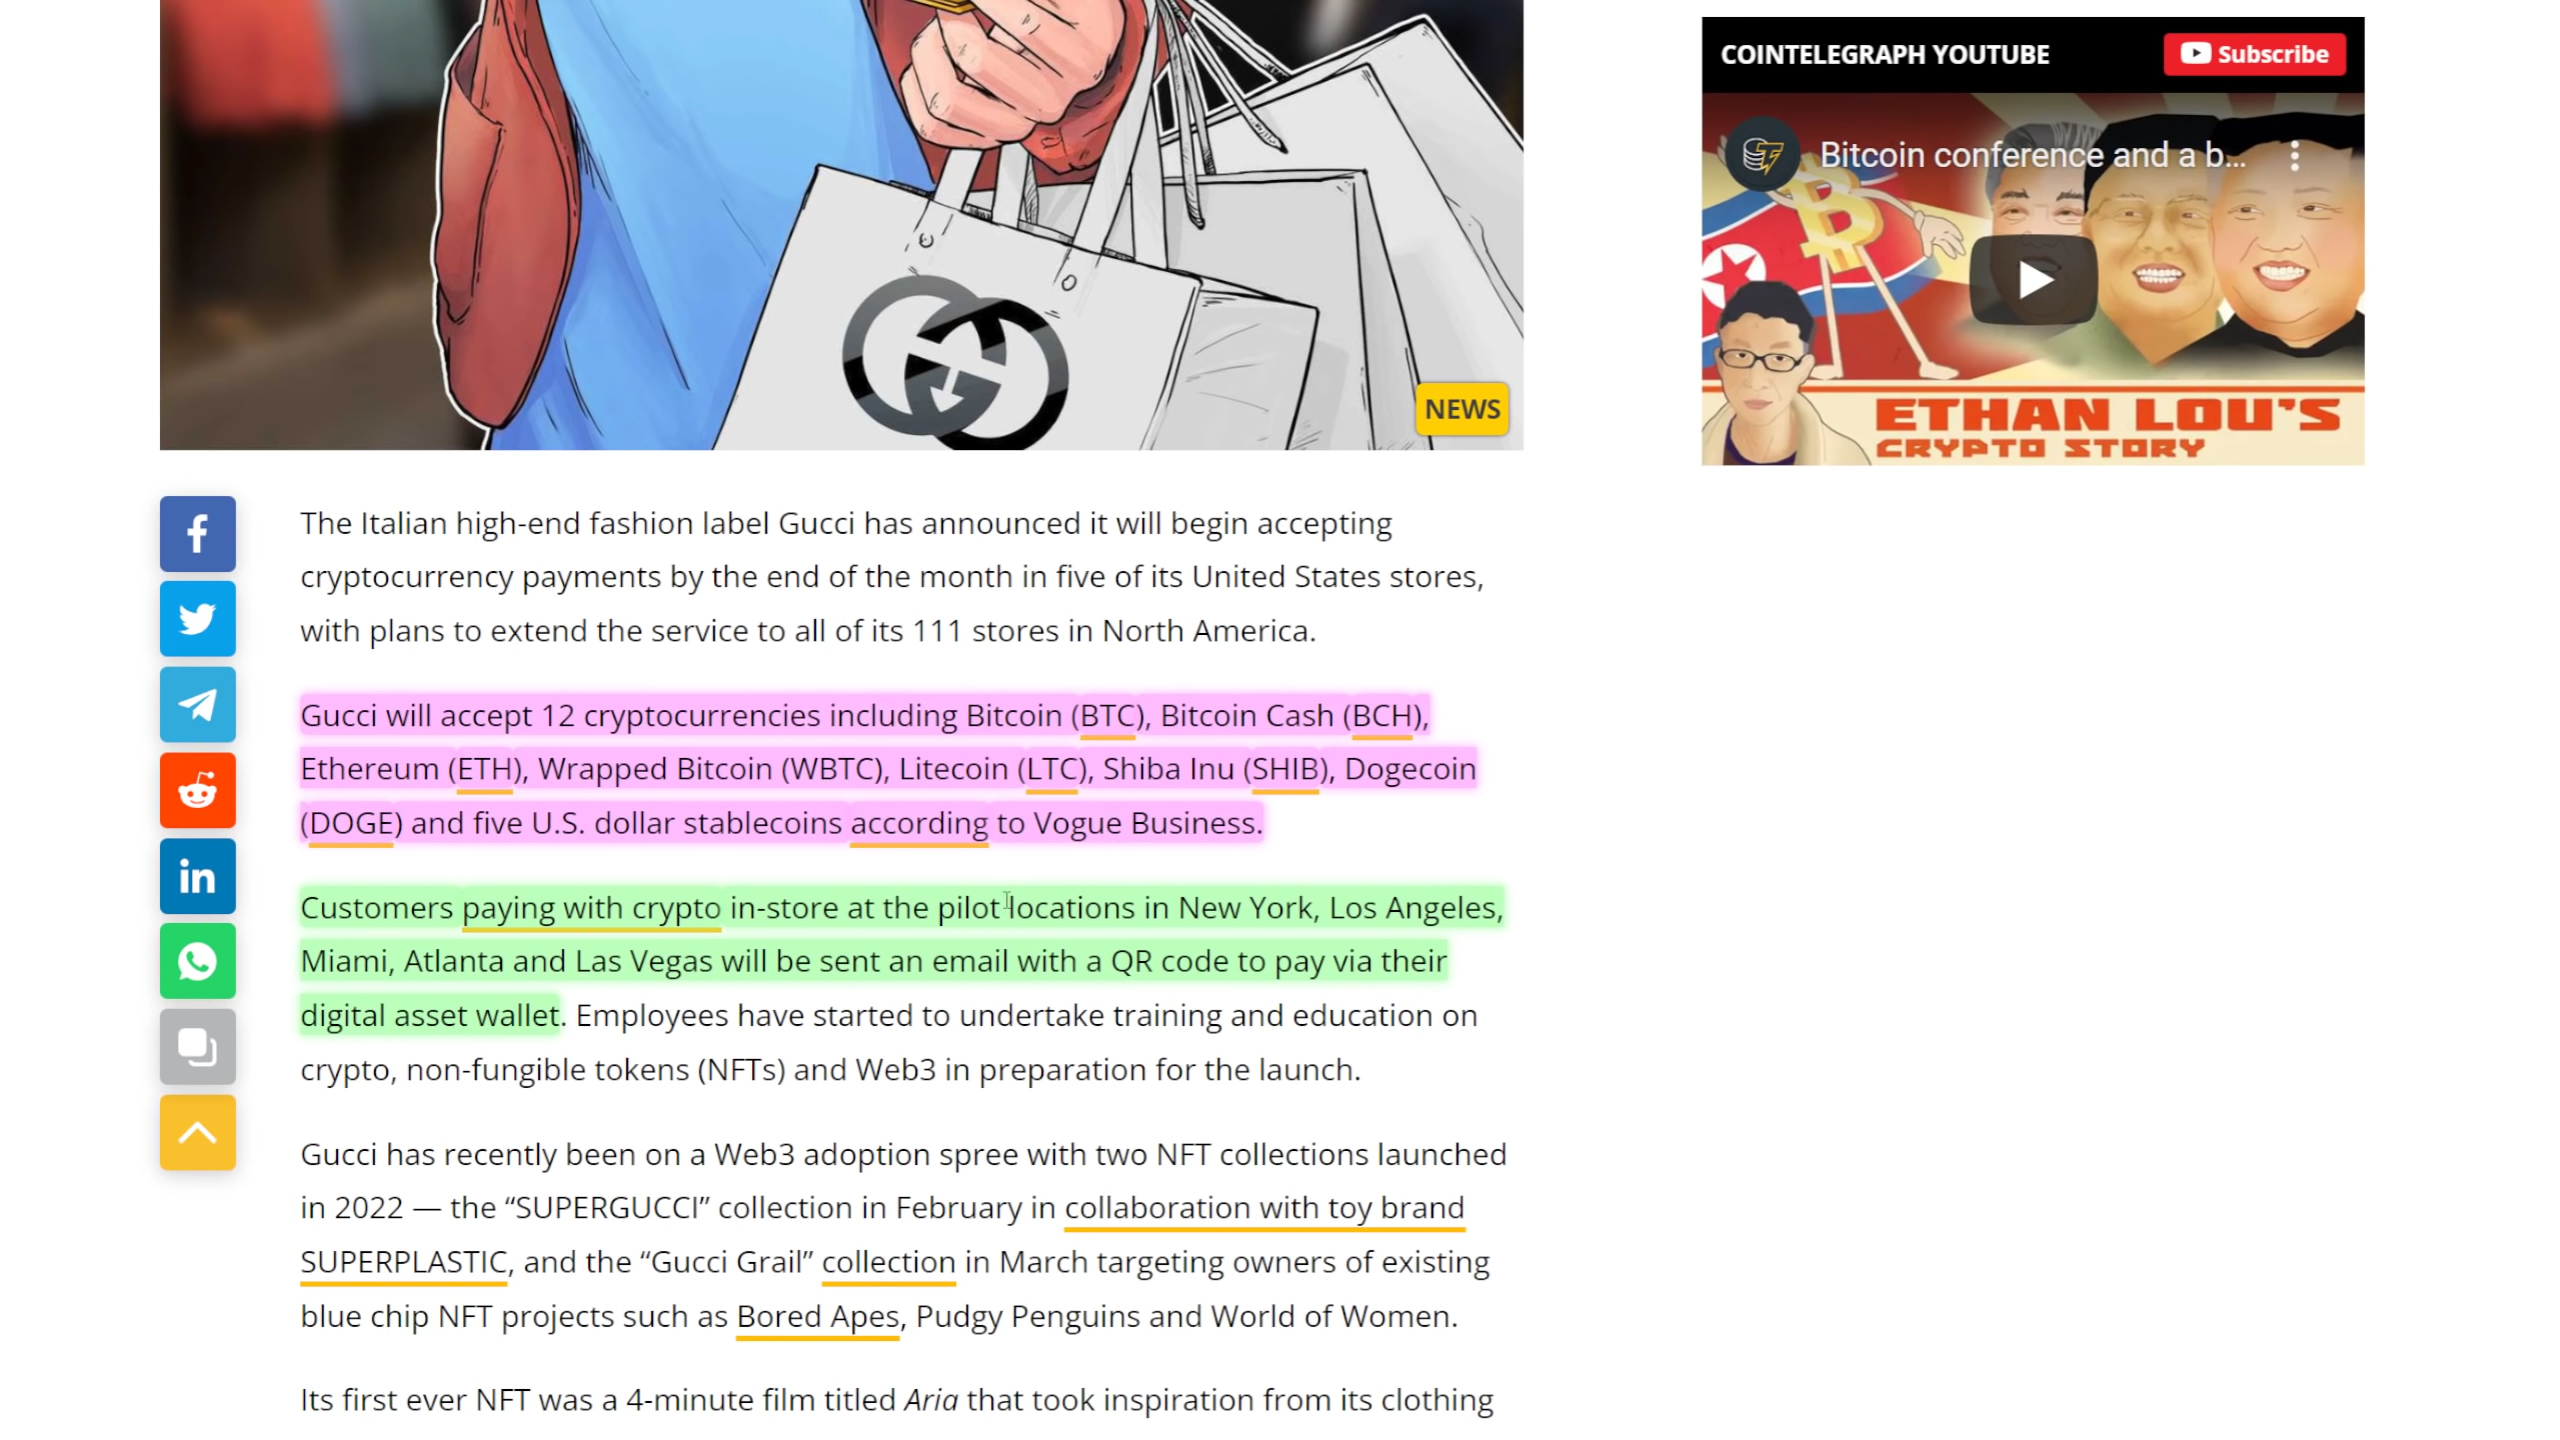 COINTELEGRAPH YOUTUBE
Subscribe
Bitcoin conference and a b...
ETHAN LOU'S
CRYPTO STORY
NEWS
The Italian high-end fashion label Gucci has announced it will begin accepting
cryptocurrency payments by the end of the month in five of its United States stores,
with plans to extend the service to all of its 111 stores in North America.
Gucci will accept 12 cryptocurrencies including Bitcoin (BTC), Bitcoin Cash (BCH),
Ethereum (ETH), Wrapped Bitcoin (WBTC), Litecoin (LTC), Shiba Inu (SHIB), Dogecoin
(DOGE) and five U.S. dollar stablecoins according to Vogue Business.
Customers paying with crypto in-store at the pilot locations in New York, Los Angeles,
Miami, Atlanta and Las Vegas will be sent an email with a QR code to pay via their
digital asset wallet. Employees have started to undertake training and education on
crypto, non-fungible tokens (NFTs) and Web3 in preparation for the launch.
Gucci has recently been on a Web3 adoption spree with two NFT collections launched
in 2022 — the “SUPERGUCCI” collection in February in collaboration with toy brand
SUPERPLASTIC, and the “Gucci Grail” collection in March targeting owners of existing
blue chip NFT projects such as Bored Apes, Pudgy Penguins and World of Women.
Its first ever NFT was a 4-minute film titled Aria that took inspiration from its clothing